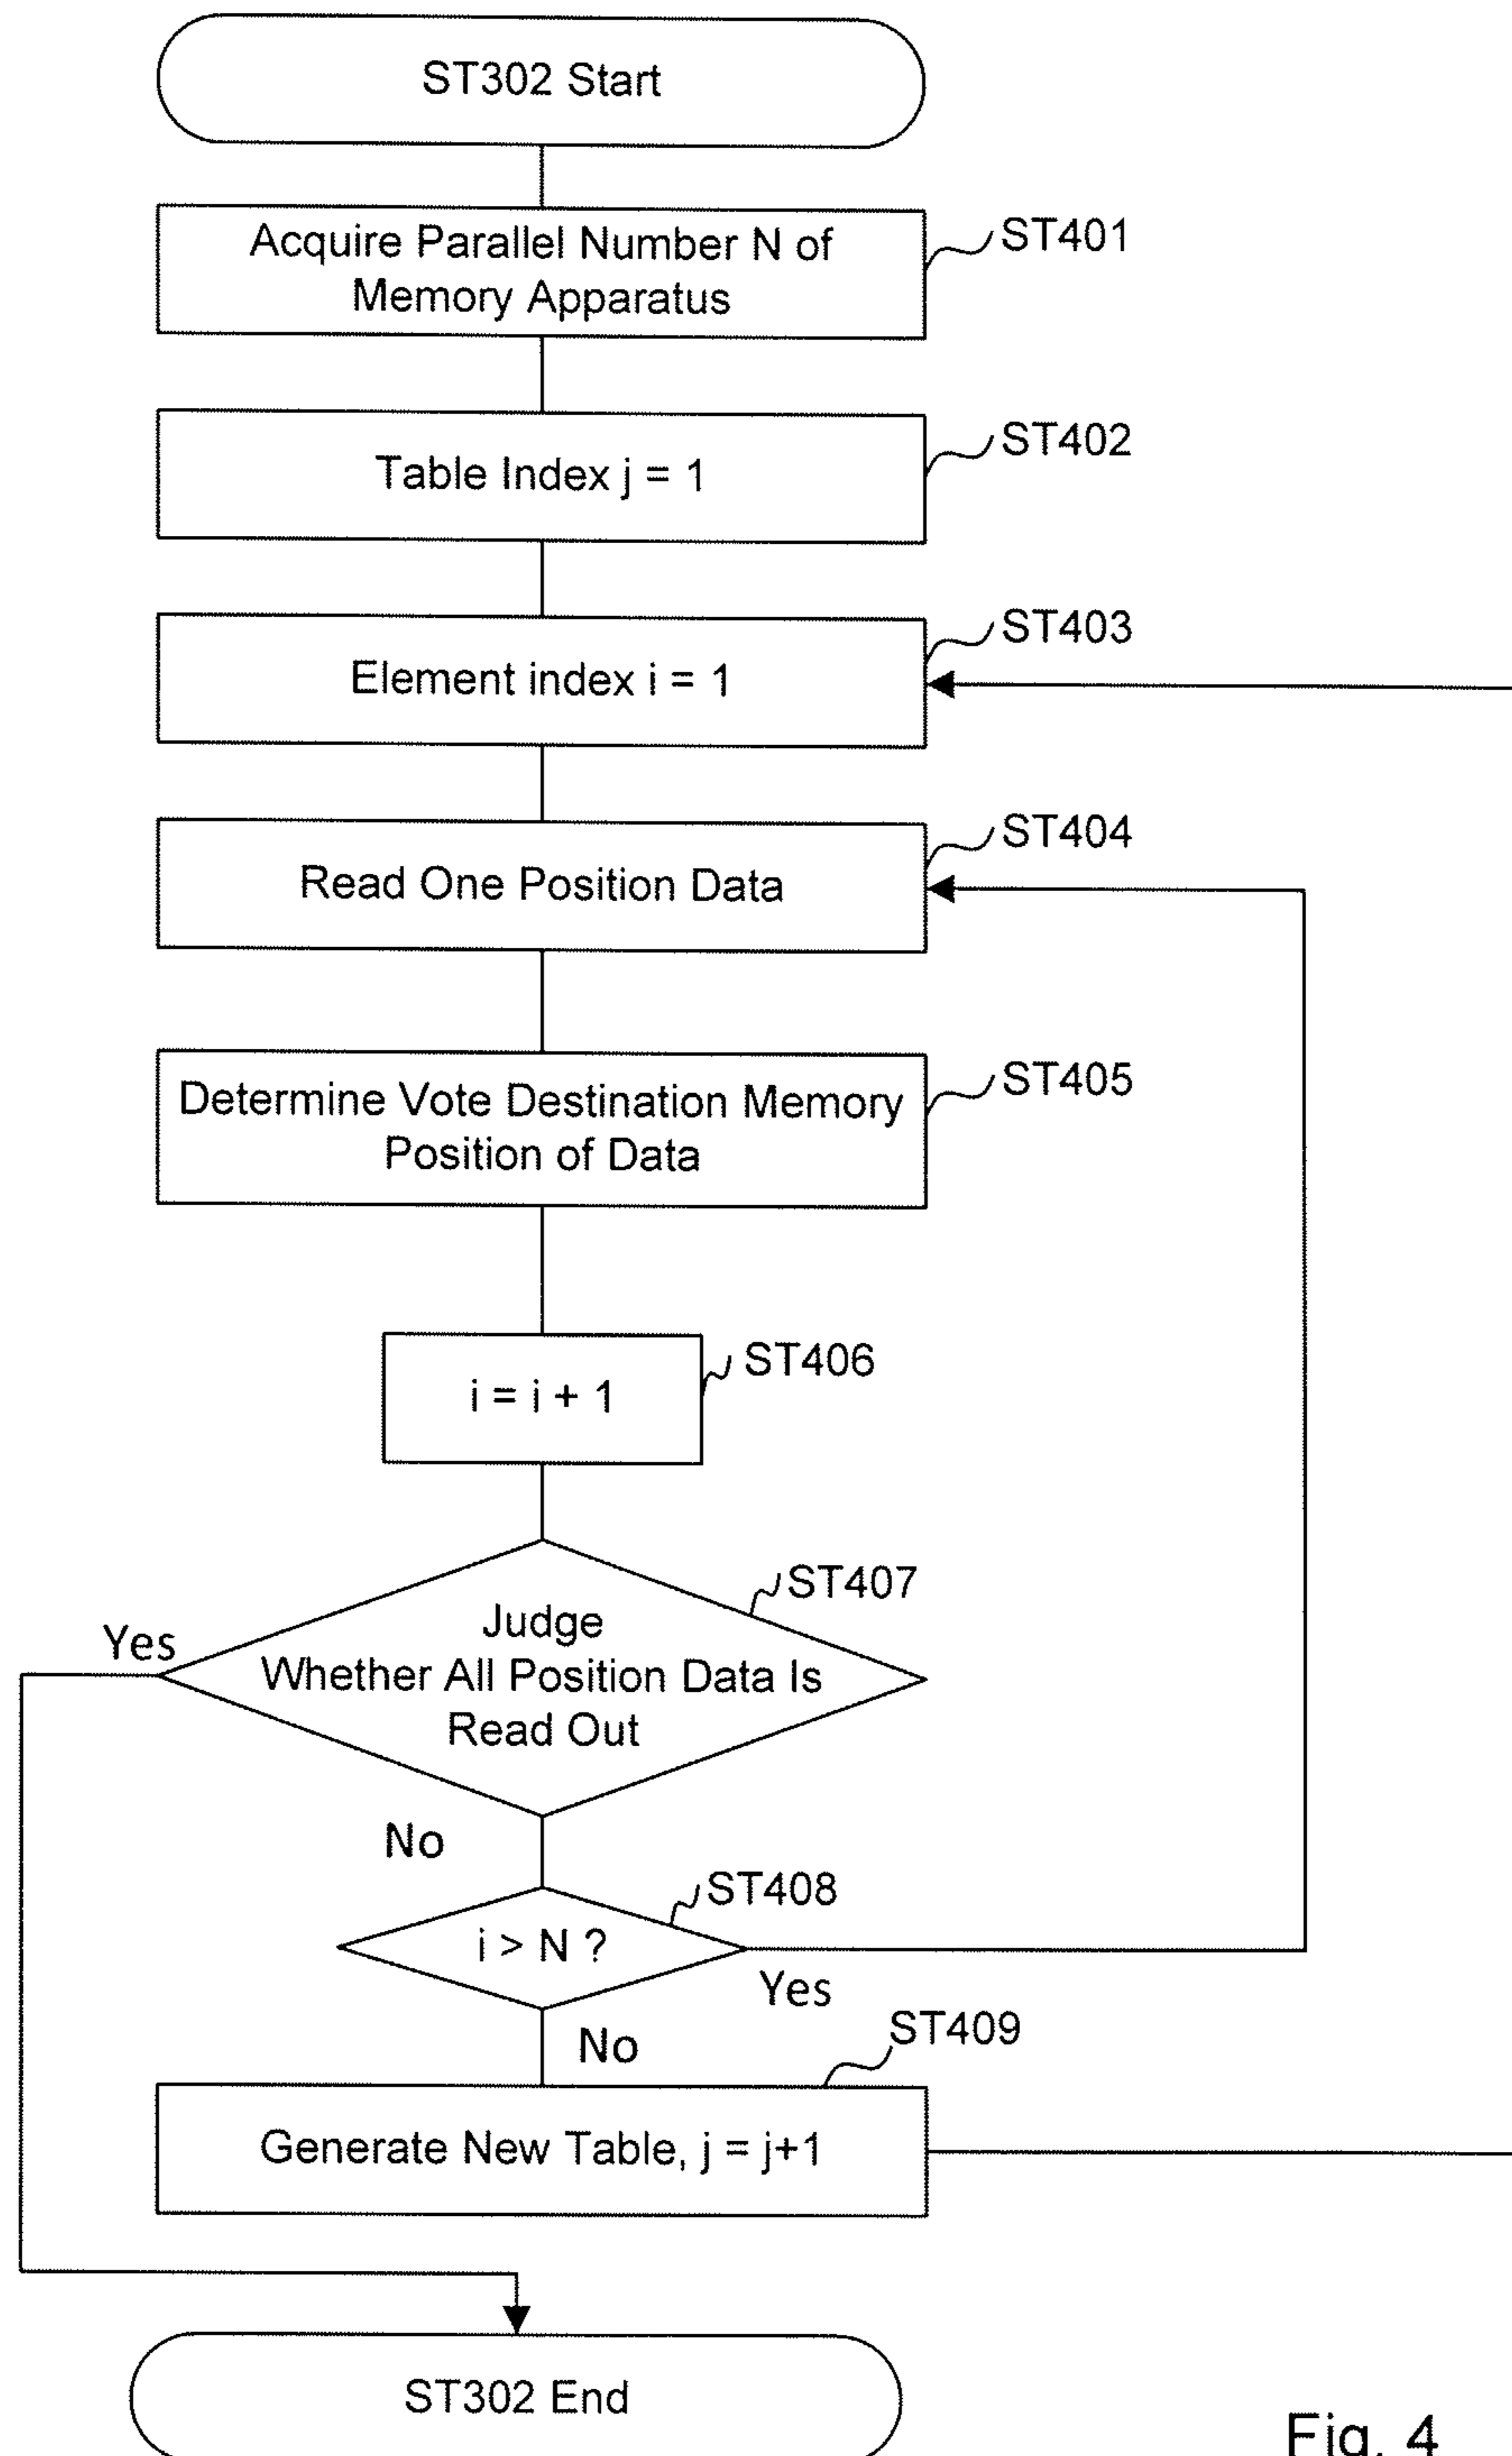 ST302 Start
Acquire Parallel Number N of
Memory Apparatus
ST401
Table Index j = 1
ST402
Element index i = 1
ST403
Read One Position Data
ST404
Determine Vote Destination Memory
Position of Data
ST405
i = i + 1
ST406
Judge
Whether All Position Data Is
Read Out
ST407
Yes
No
i > N ?
ST408
Yes
No
Generate New Table, j = j+1
ST409
ST302 End
Fig. 4